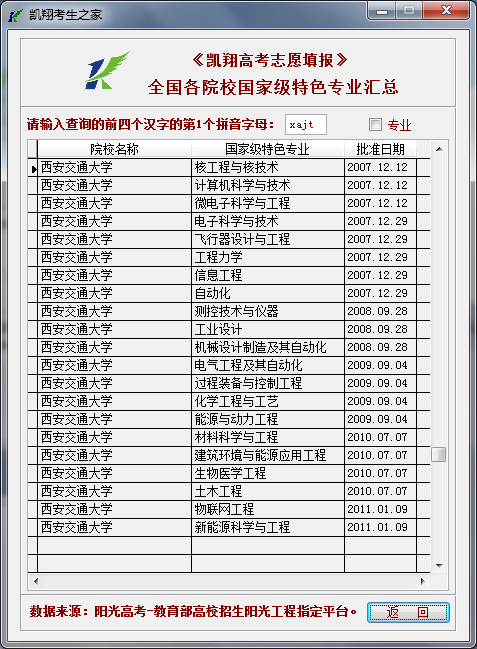 凯翔考生之家
《凯翔高考志愿填报》
全国各院校国家级特色专业汇总
请输入查询的前四个汉字的第1个拼音字母： xajt 专业
院校名称 国家级特色专业 批准日期
西安交通大学 核工程与核技术 2007.12.12
西安交通大学 计算机科学与技术 2007.12.12
西安交通大学 微电子科学与工程 2007.12.12
西安交通大学 电子科学与技术 2007.12.29
西安交通大学 飞行器设计与工程 2007.12.29
西安交通大学 工程力学 2007.12.29
西安交通大学 信息工程 2007.12.29
西安交通大学 自动化 2007.12.29
西安交通大学 测控技术与仪器 2008.09.28
西安交通大学 工业设计 2008.09.28
西安交通大学 机械设计制造及其自动化 2008.09.28
西安交通大学 电气工程及其自动化 2009.09.04
西安交通大学 过程装备与控制工程 2009.09.04
西安交通大学 化学工程与工艺 2009.09.04
西安交通大学 能源与动力工程 2009.09.04
西安交通大学 材料科学与工程 2010.07.07
西安交通大学 建筑环境与能源应用工程 2010.07.07
西安交通大学 生物医学工程 2010.07.07
西安交通大学 土木工程 2010.07.07
西安交通大学 物联网工程 2011.01.09
西安交通大学 新能源科学与工程 2011.01.09
数据来源：阳光高考-教育部高校招生阳光工程指定平台。 返 回